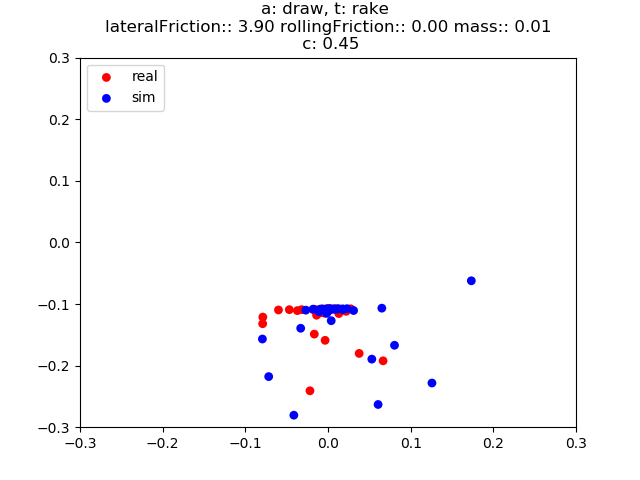 a: draw, t: rake
lateralFriction:: 3.90 rollingFriction:: 0.00 mass:: 0.01
c: 0.45
real
sim
0.3
0.2
0.1
0.0
−0.1
−0.2
−0.3
−0.3 −0.2 −0.1 0.0 0.1 0.2 0.3